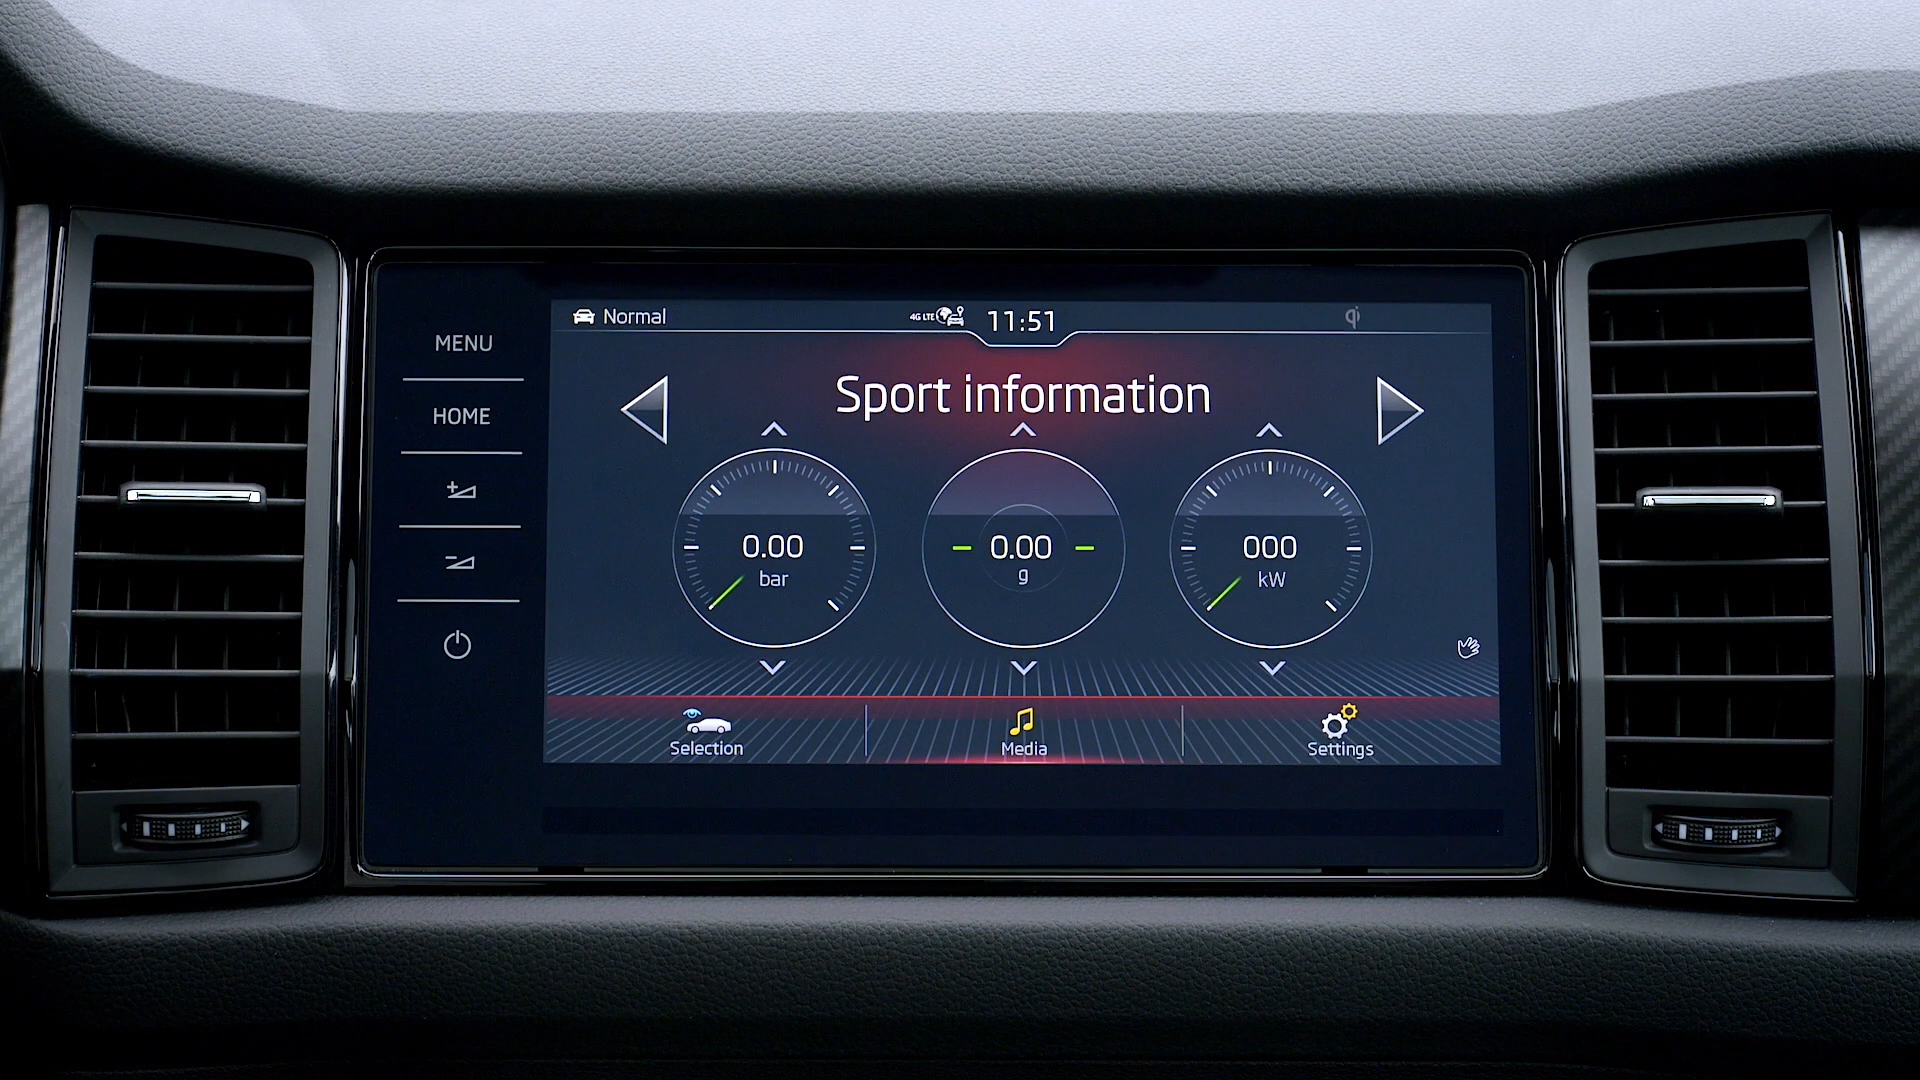 Normal
4G LTE
11:51
MENU
HOME
Sport information
0.00
bar
0.00
g
000
kW
Selection
Media
Settings